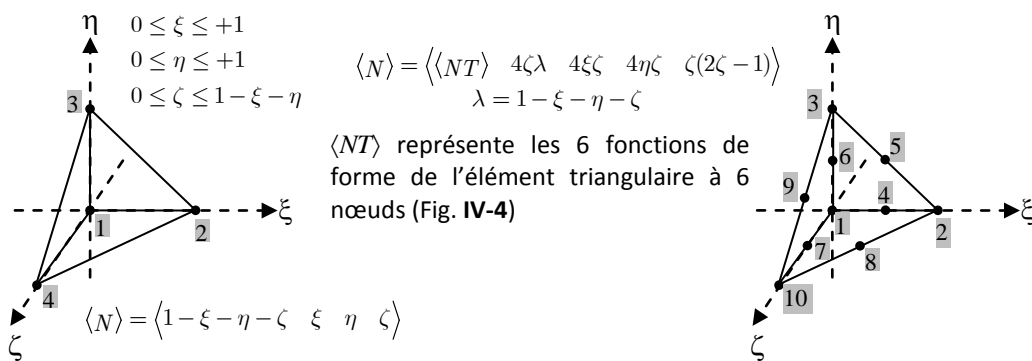 η
0 ≤ ξ ≤ +1
0 ≤ η ≤ +1
0 ≤ ζ ≤ 1 − ξ − η
3
ξ
1
2
4
ζ
⟨N⟩ = ⟨1 − ξ − η − ζ ξ η ζ⟩
⟨N⟩ = ⟨⟨NT⟩ 4ζλ 4ξζ 4ηζ ζ(2ζ − 1)⟩
λ = 1 − ξ − η − ζ
⟨NT⟩ représente les 6 fonctions de
forme de l’élément triangulaire à 6
nœuds (Fig. IV-4)
η
3
5
6
9
4
ξ
1
2
7
8
10
ζ